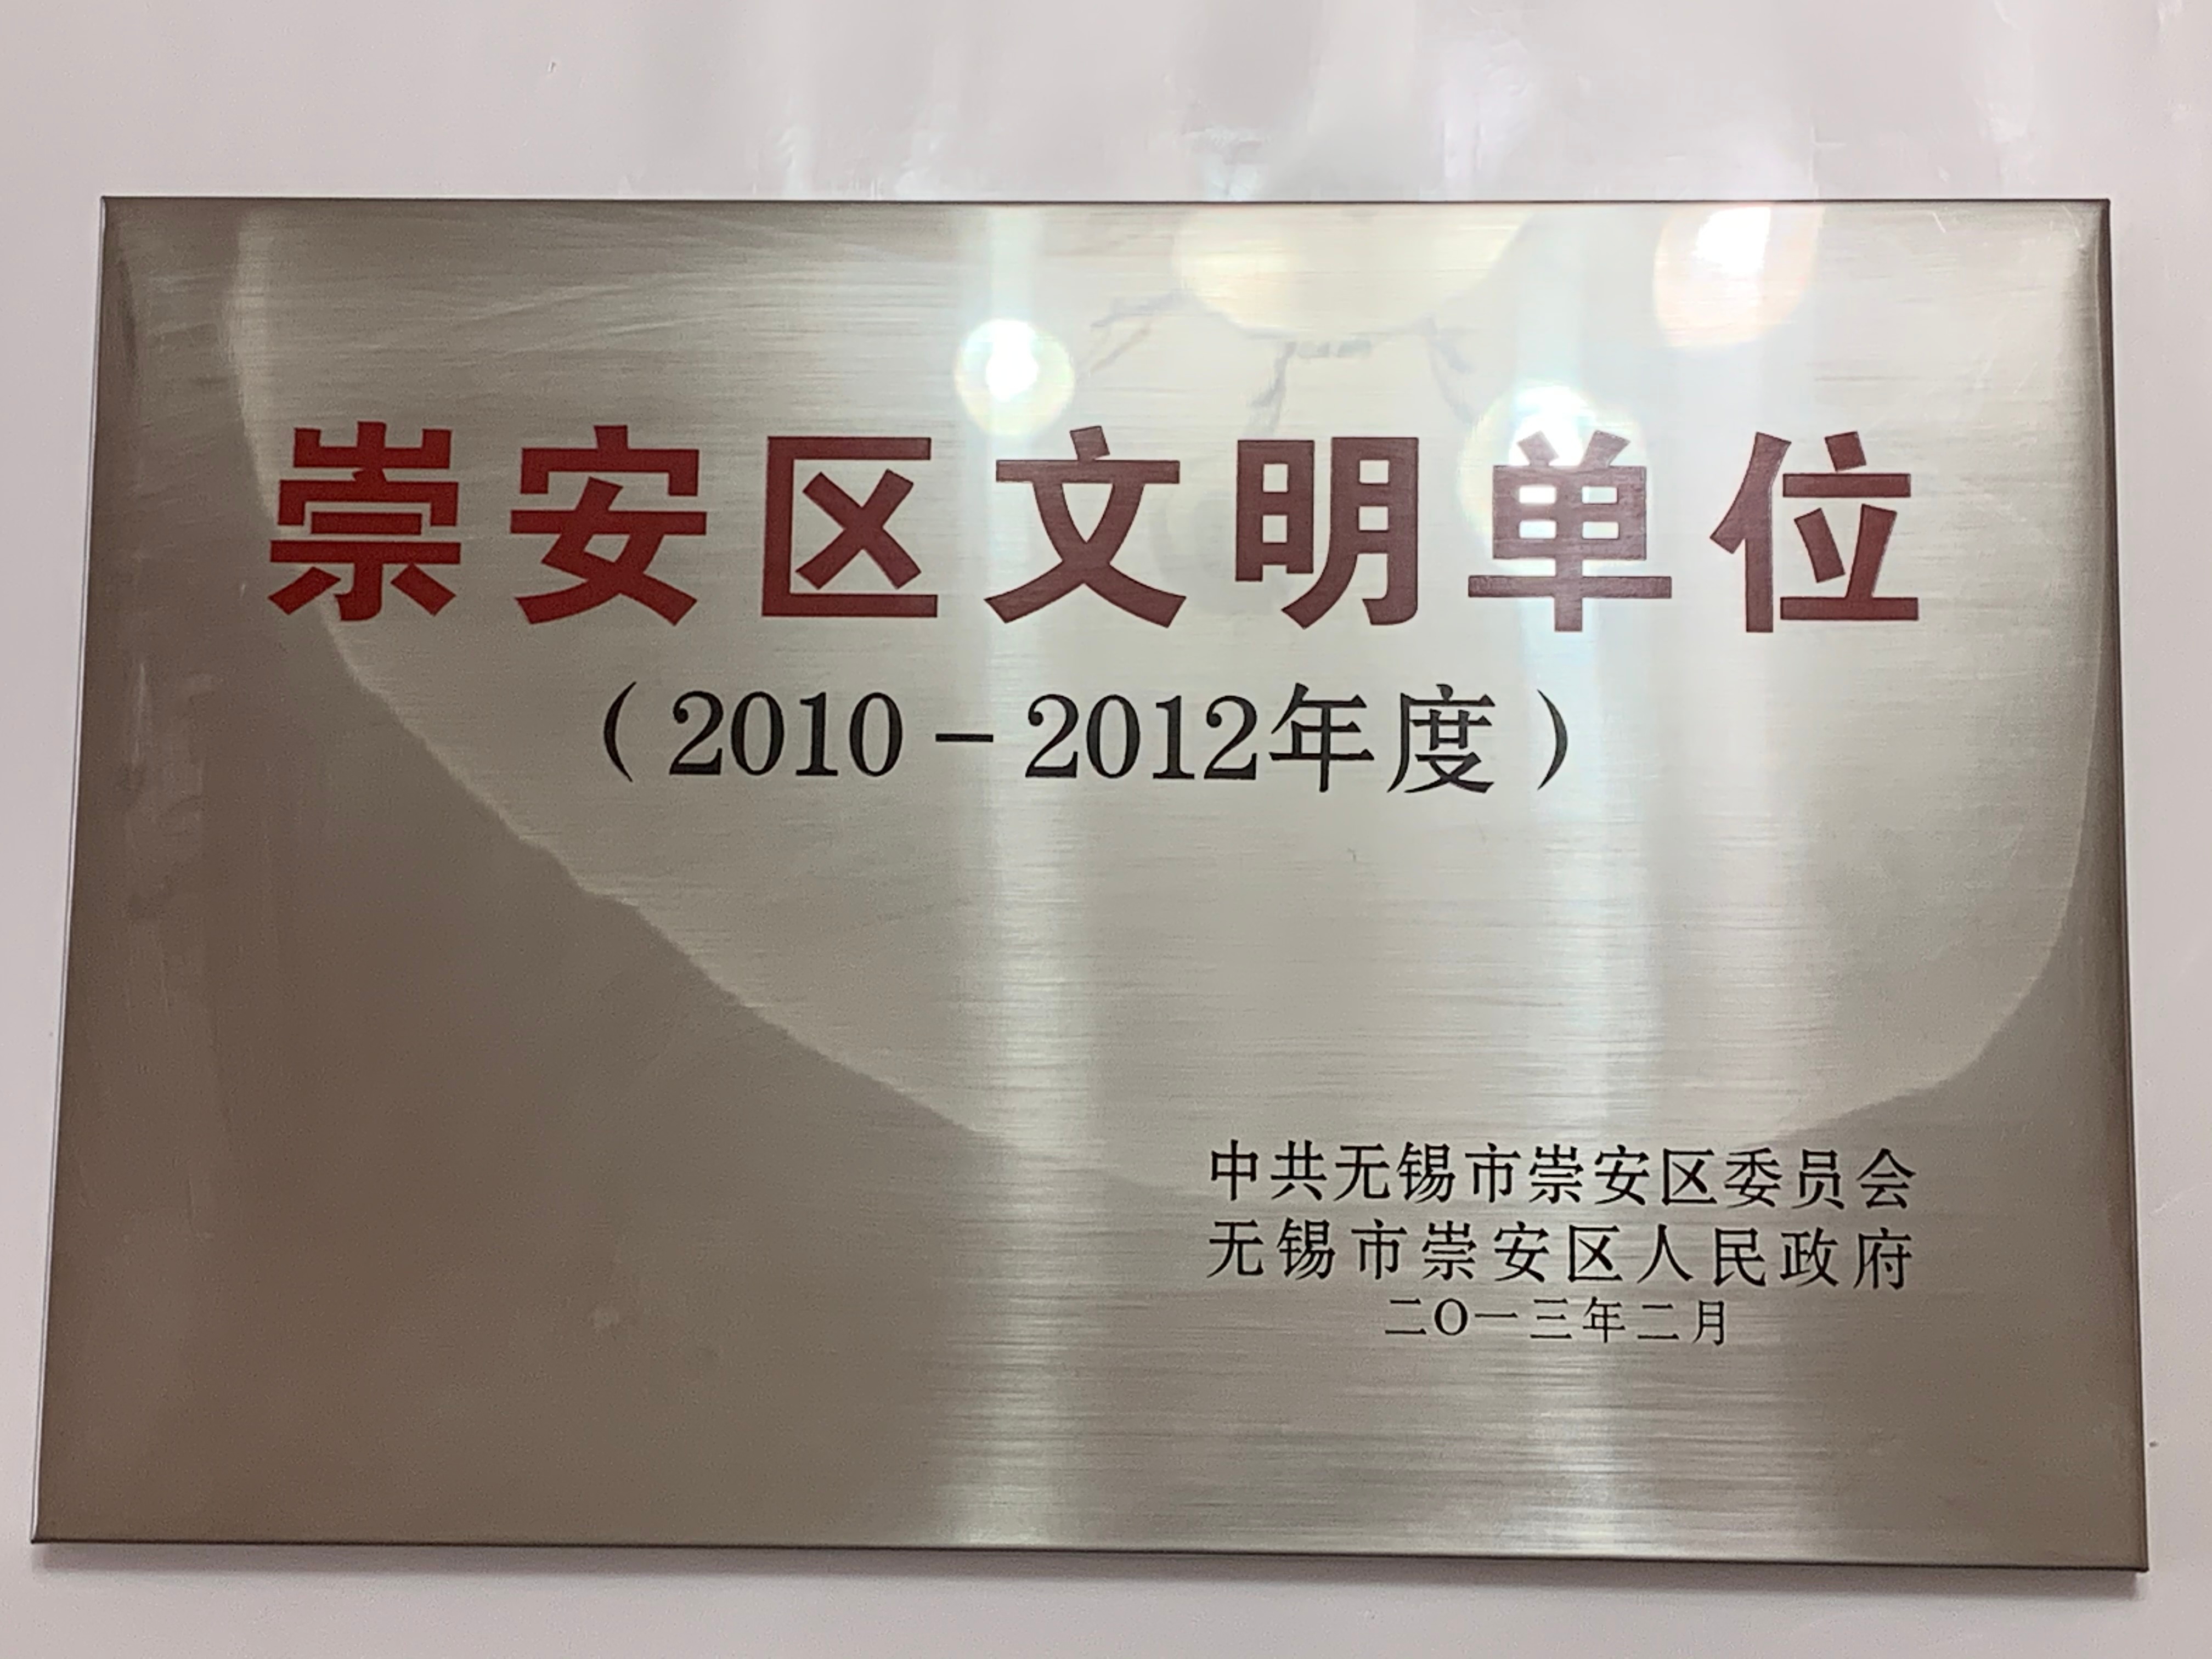 崇安区文明单位
（2010－2012年度）
中共无锡市崇安区委员会
无锡市崇安区人民政府
二〇一三年二月